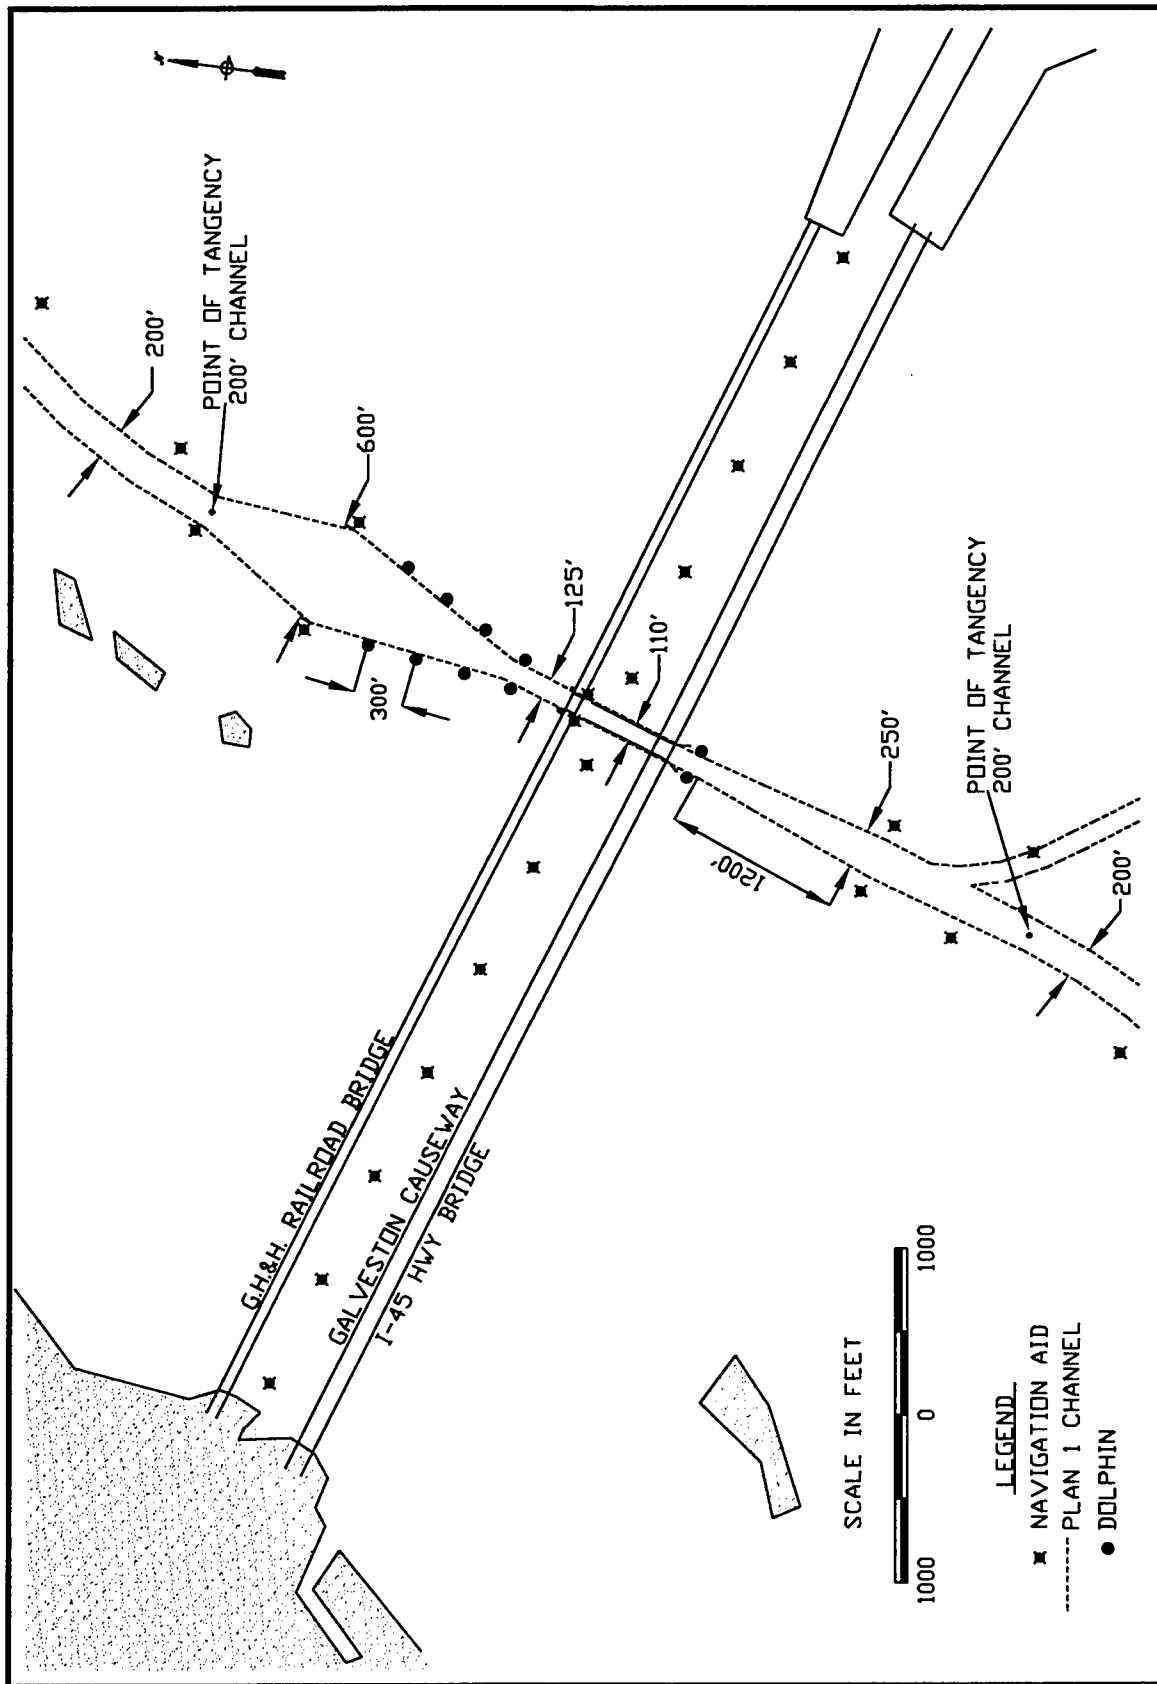 N
200'
POINT OF TANGENCY
200' CHANNEL
600'
300'
125'
110'
1200'
250'
POINT OF TANGENCY
200' CHANNEL
200'
G.H.&H. RAILROAD BRIDGE
GALVESTON CAUSEWAY
I-45 HWY BRIDGE
SCALE IN FEET
1000 0 1000
LEGEND
NAVIGATION AID
PLAN 1 CHANNEL
DOLPHIN